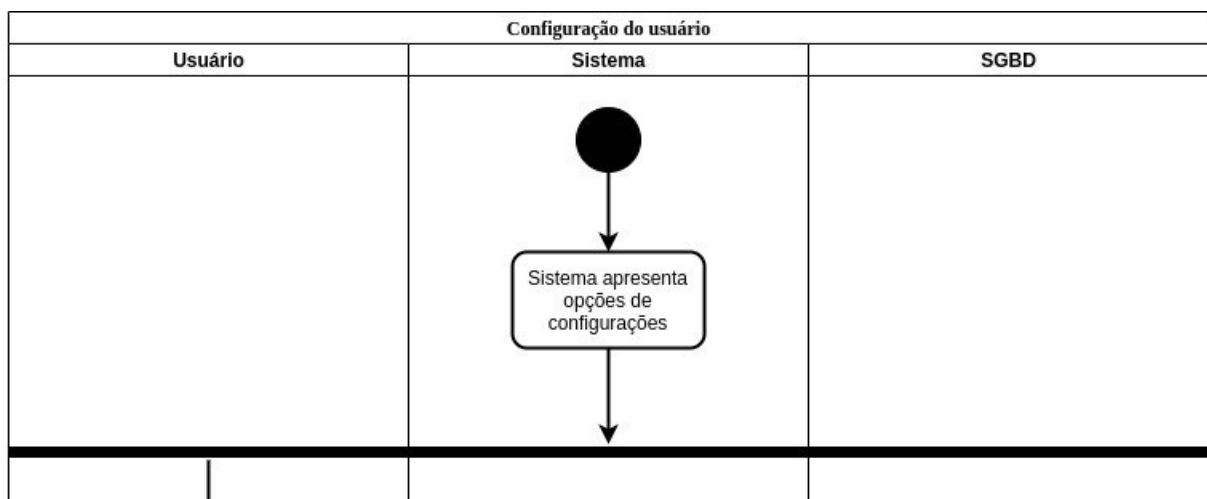 Configuração do usuário
Usuário
Sistema
SGBD
Sistema apresenta
opções de
configurações